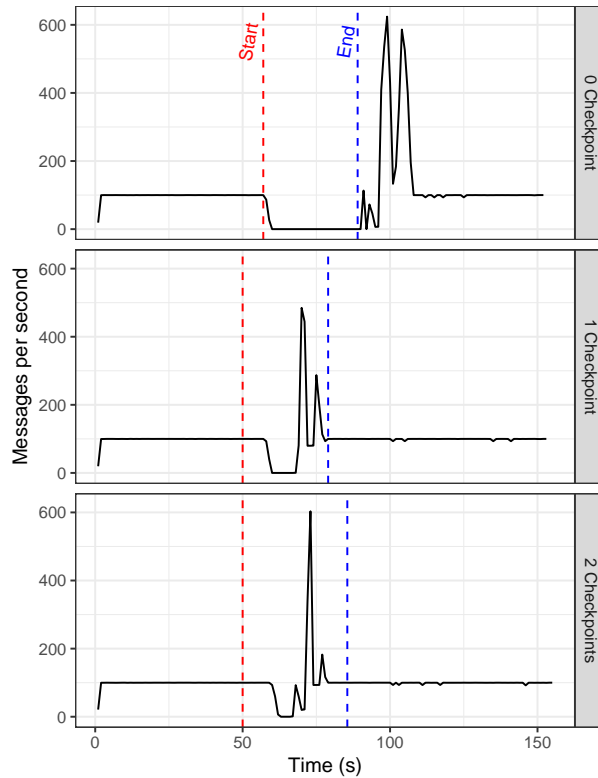 600
400
200
0
Start
End
0 Checkpoint
600
400
200
0
1 Checkpoint
600
400
200
0
2 Checkpoints
Messages per second
0 50 100 150
Time (s)